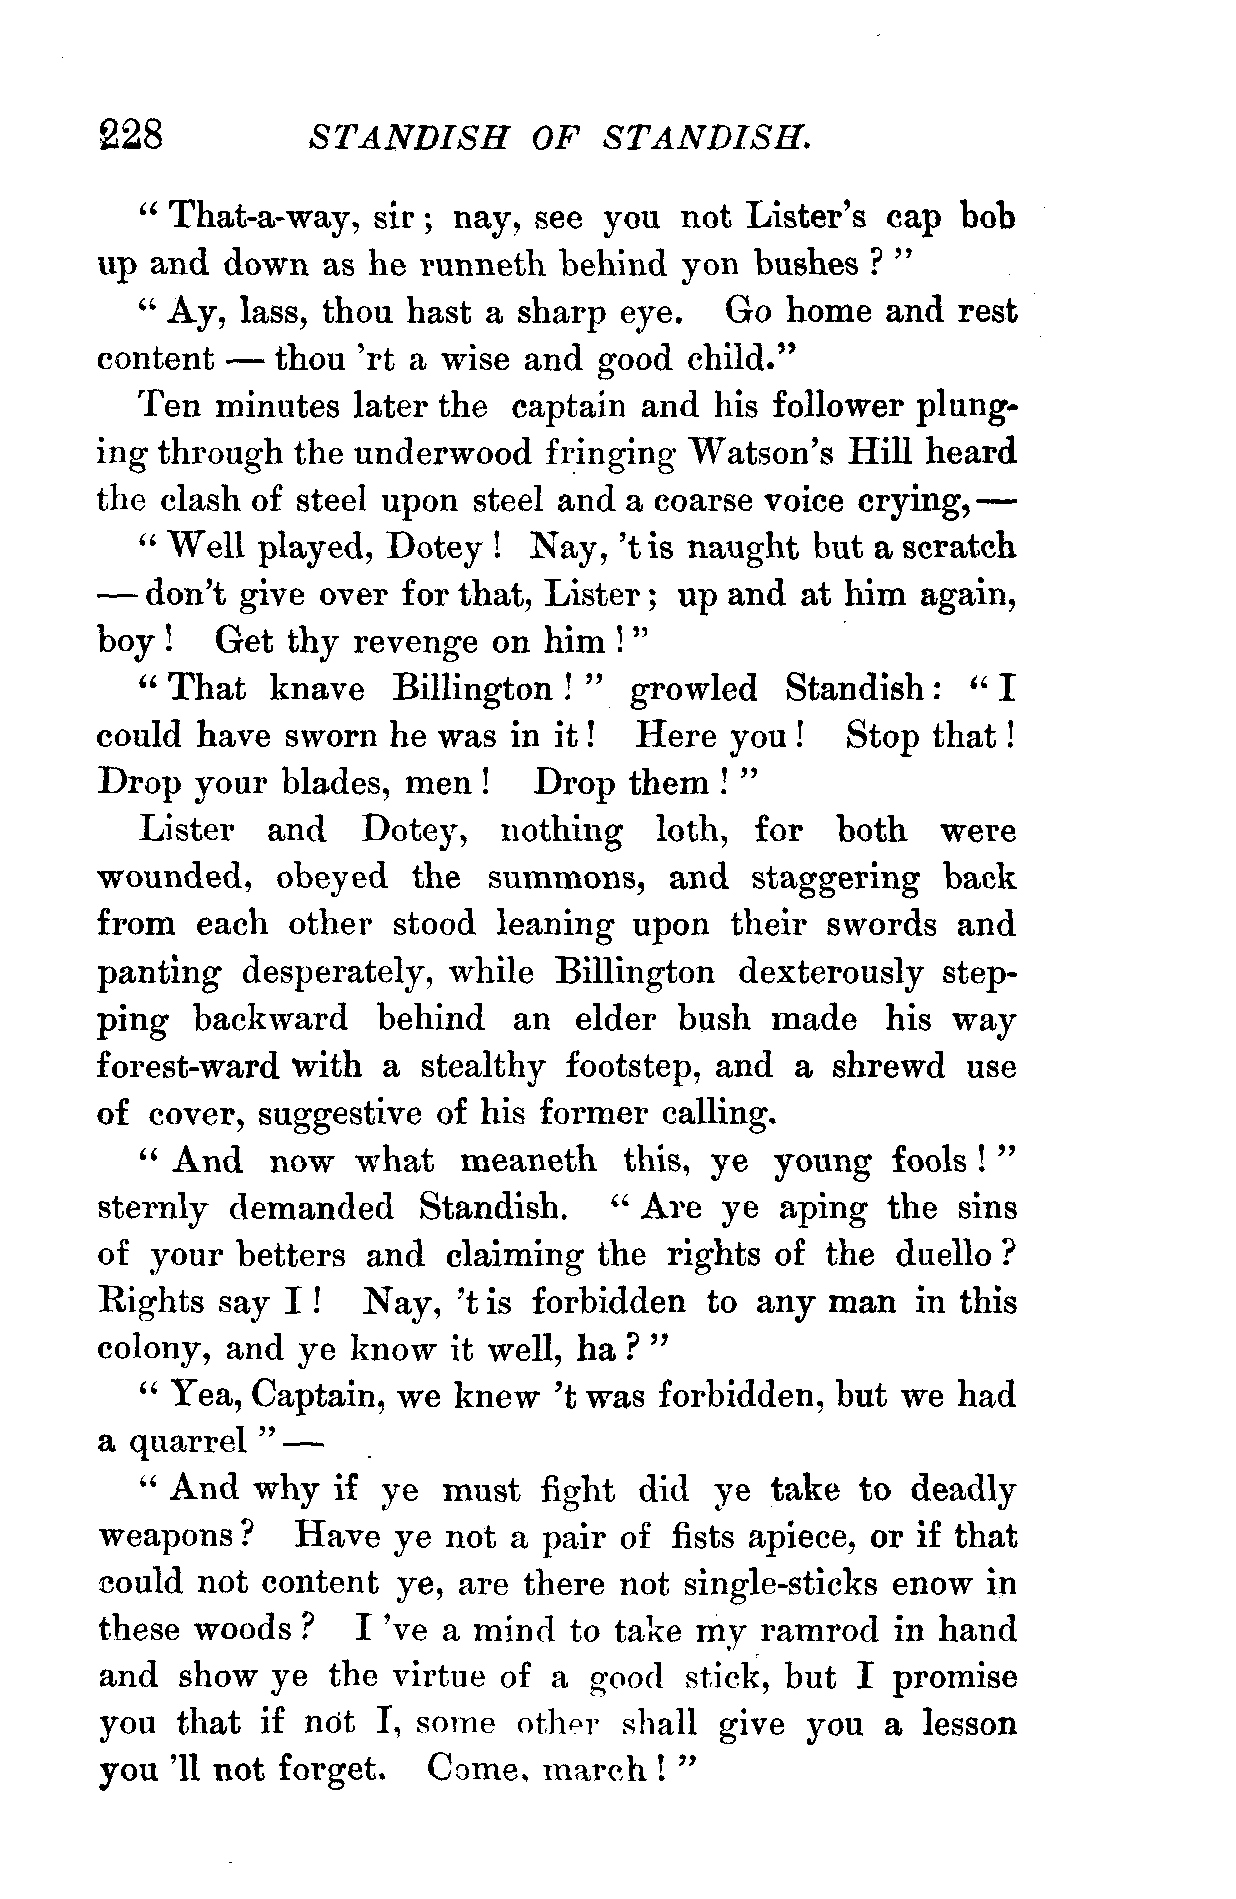 228 STANDISH OF STANDISH.
" That-a-way, sir ; nay, see you not Lister's cap bob
up and down as he runneth behind yon bushes ? "
" Ay, lass, thou hast a sharp eye. Go home and rest
content — thou 'rt a wise and good child."
Ten minutes later the captain and his follower plung-
ing through the underwood fringing Watson's Hill heard
the clash of steel upon steel and a coarse voice crying, —
" Well played, Dotey ! Nay, 't is naught but a scratch
— don't give over for that, Lister ; up and at him again,
boy ! Get thy revenge on him ! "
" That knave Billington ! " growled Standish : " I
could have sworn he was in it ! Here you ! Stop that !
Drop your blades, men ! Drop them ! "
Lister and Dotey, nothing loth, for both were
wounded, obeyed the summons, and staggering back
from each other stood leaning upon their swords and
panting desperately, while Billington dexterously step-
ping backward behind an elder bush made his way
forest-ward with a stealthy footstep, and a shrewd use
of cover, suggestive of his former calling.
" And now what meaneth this, ye young fools ! "
sternly demanded Standish. " Are ye aping the sins
of your betters and claiming the rights of the duello ?
Rights say I ! Nay, 't is forbidden to any man in this
colony, and ye know it well, ha ? "
" Yea, Captain, we knew 't was forbidden, but we had
a quarrel " —
" And why if ye must fight did ye take to deadly
weapons ? Have ye not a pair of fists apiece, or if that
could not content ye, are there not single-sticks enow in
these woods ? I 've a mind to take my ramrod in hand
and show ye the virtue of a good stick, but I promise
you that if not I, some other shall give you a lesson
you 'll not forget. Come, march ! "